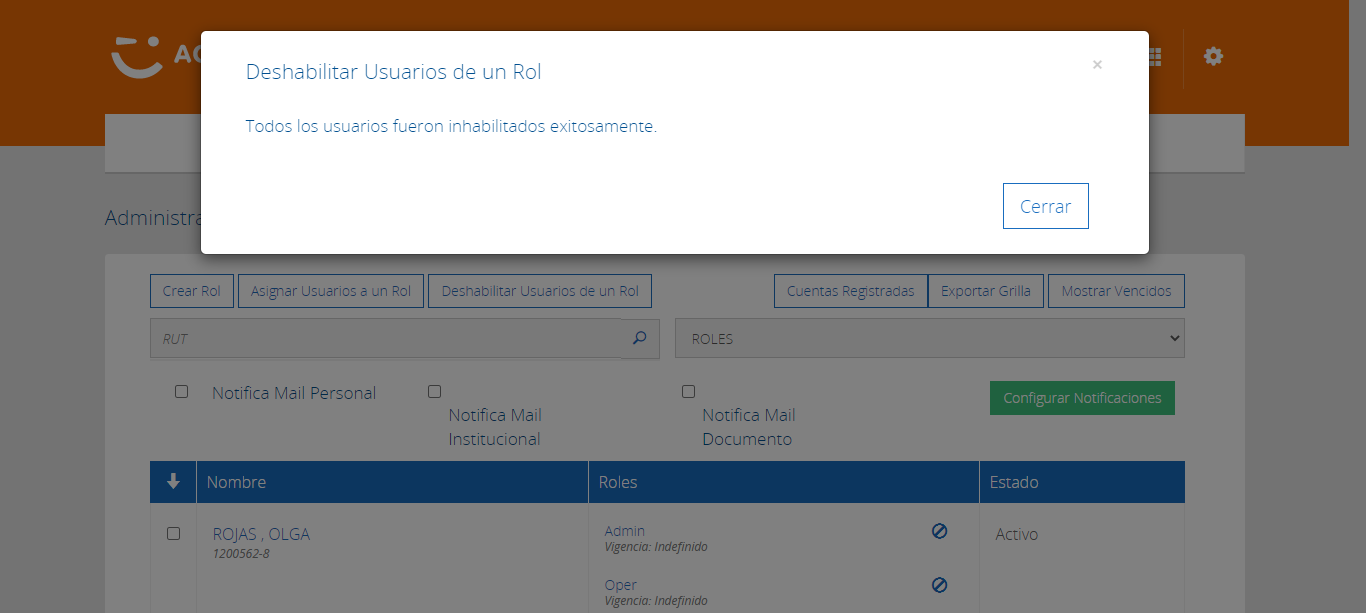 Deshabilitar Usuarios de un Rol
×
Todos los usuarios fueron inhabilitados exitosamente.
Cerrar
Crear Rol
Asignar Usuarios a un Rol
Deshabilitar Usuarios de un Rol
Cuentas Registradas
Exportar Grilla
Mostrar Vencidos
RUT
ROLES
Notifica Mail Personal
Notifica Mail
Institucional
Notifica Mail
Documento
Configurar Notificaciones
Nombre
Roles
Estado
ROJAS , OLGA
1200562-8
Admin
Vigencia: Indefinido
Activo
Oper
Vigencia: Indefinido